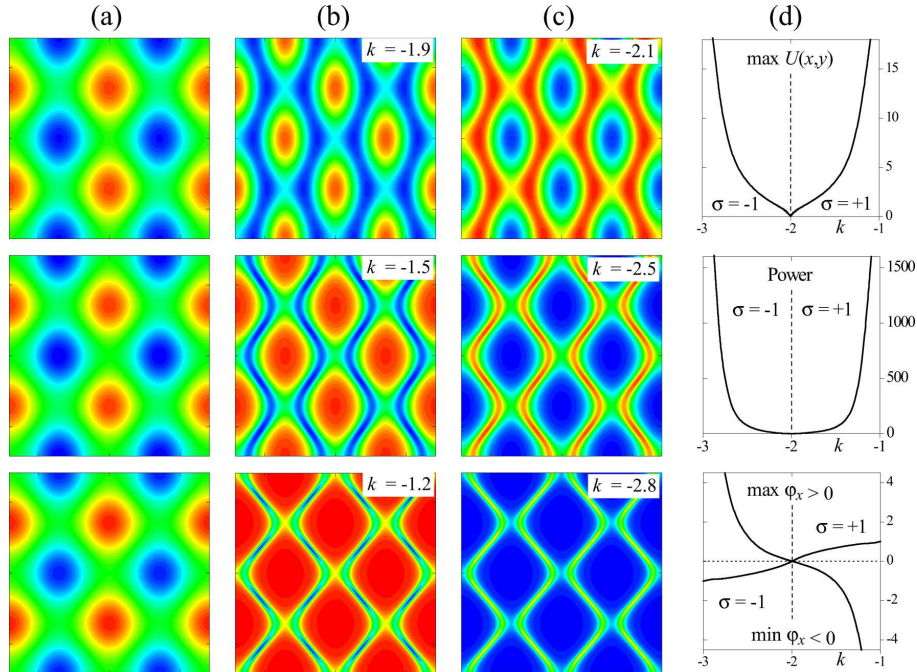 (a) (b) (c) (d)
k = -1.9
k = -2.1
max U(x,y)
15
10
5
0
σ = -1 σ = +1
-3 -2 k -1
k = -1.5
k = -2.5
Power
1500
1000
500
0
σ = -1 σ = +1
-3 -2 k -1
k = -1.2
k = -2.8
max φx > 0
4
2
0
-2
-4
σ = +1
σ = -1
min φx < 0
-3 -2 k -1